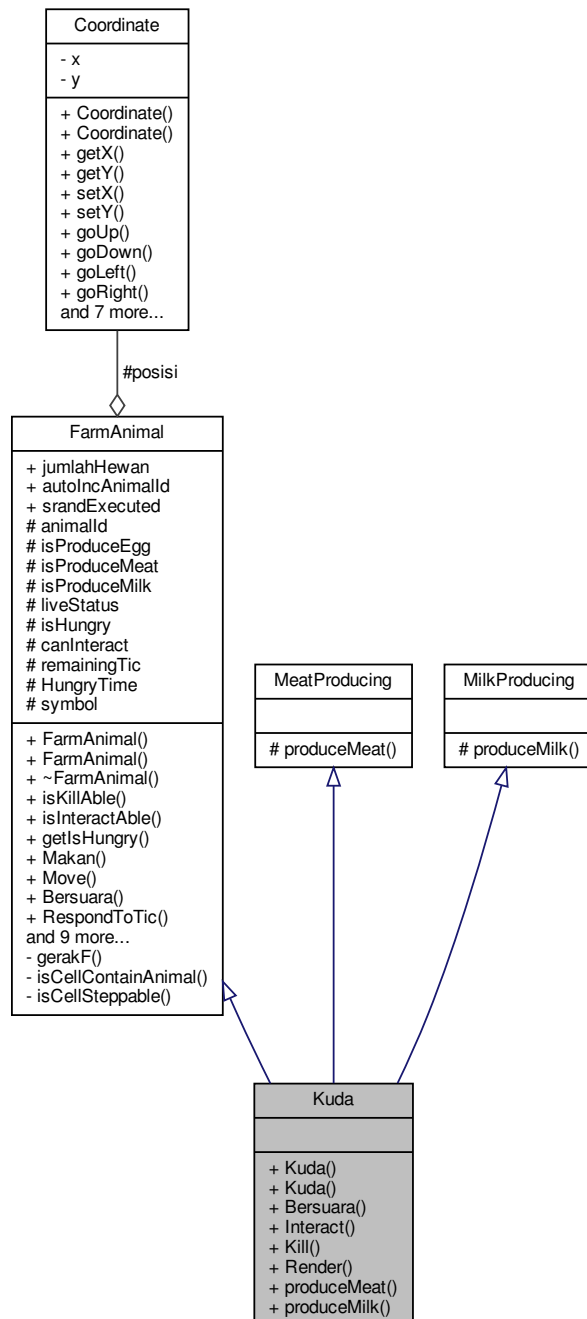 Coordinate
- x
- y
+ Coordinate()
+ Coordinate()
+ getX()
+ getY()
+ setX()
+ setY()
+ goUp()
+ goDown()
+ goLeft()
+ goRight()
and 7 more...
#posisi
FarmAnimal
+ jumlahHewan
+ autoIncAnimalId
+ srandExecuted
# animalId
# isProduceEgg
# isProduceMeat
# isProduceMilk
# liveStatus
# isHungry
# canInteract
# remainingTic
# HungryTime
# symbol
+ FarmAnimal()
+ FarmAnimal()
+ ~FarmAnimal()
+ isKillAble()
+ isInteractAble()
+ getIsHungry()
+ Makan()
+ Move()
+ Bersuara()
+ RespondToTic()
and 9 more...
- gerakF()
- isCellContainAnimal()
- isCellSteppable()
MeatProducing
# produceMeat()
MilkProducing
# produceMilk()
Kuda
+ Kuda()
+ Kuda()
+ Bersuara()
+ Interact()
+ Kill()
+ Render()
+ produceMeat()
+ produceMilk()